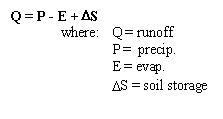 Q = P - E + ΔS
where: Q = runoff
P = precip.
E = evap.
ΔS = soil storage